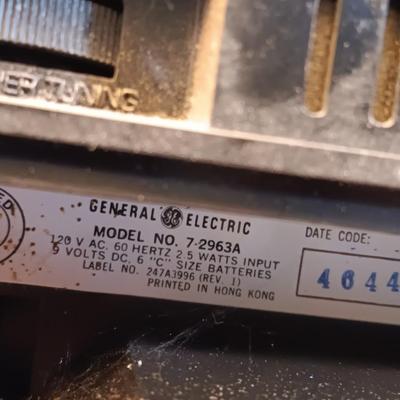 TUNING
GENERAL GE ELECTRIC
MODEL NO. 7-2963A
120 V AC. 60 HERTZ 2.5 WATTS INPUT
9 VOLTS DC. 6 "C" SIZE BATTERIES
LABEL NO. 247A3996 (REV. 1)
PRINTED IN HONG KONG
DATE CODE:
4644